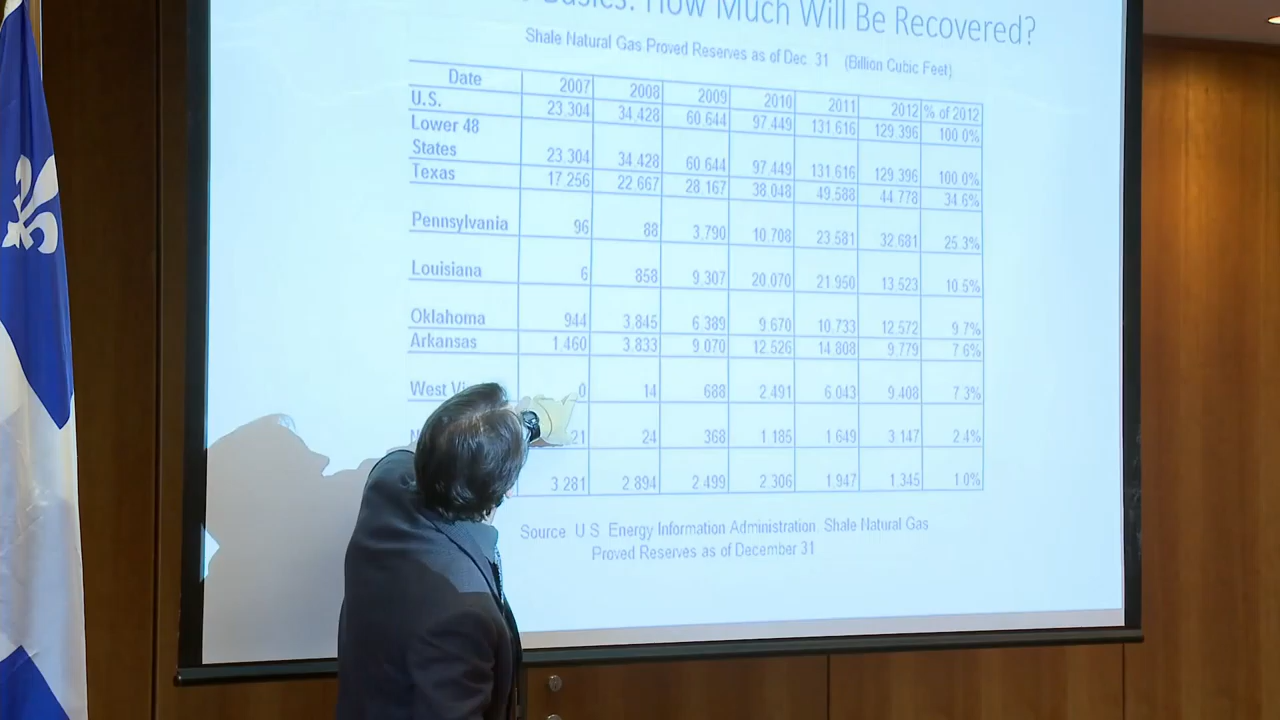 Basics: How Much Will Be Recovered?
Shale Natural Gas Proved Reserves as of Dec. 31 (Billion Cubic Feet)
Date 2007 2008 2009 2010 2011 2012 % of 2012
U.S. 23,304 34,428 60,644 97,449 131,616 129,396 100.0%
Lower 48
States 23,304 34,428 60,644 97,449 131,616 129,396 100.0%
Texas 17,256 22,667 28,167 38,048 49,588 44,778 34.6%
Pennsylvania 96 88 3,790 10,708 23,581 32,681 25.3%
Louisiana 6 858 9,307 20,070 21,950 13,523 10.5%
Oklahoma 944 3,845 6,389 9,670 10,733 12,572 9.7%
Arkansas 1,460 3,833 9,070 12,526 14,808 9,779 7.6%
West 0 14 688 2,491 6,043 9,408 7.3%
21 24 368 1,185 1,649 3,147 2.4%
3,281 2,894 2,499 2,306 1,947 1,345 1.0%
Source: U.S. Energy Information Administration, Shale Natural Gas
Proved Reserves as of December 31